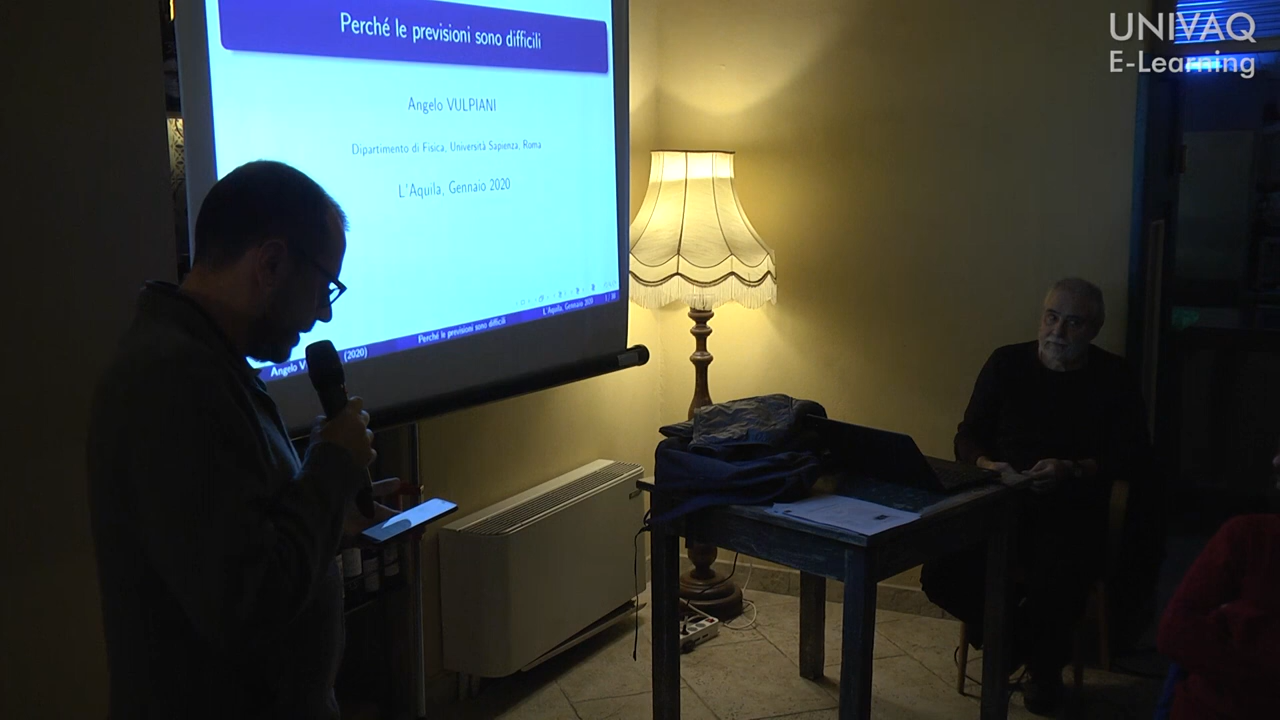 UNIVAQ
E-Learning
Perché le previsioni sono difficili
Angelo VULPIANI
Dipartimento di Fisica, Università Sapienza, Roma
L'Aquila, Gennaio 2020
Angelo V (2020)
Perché le previsioni sono difficili
L'Aquila, Gennaio 2020